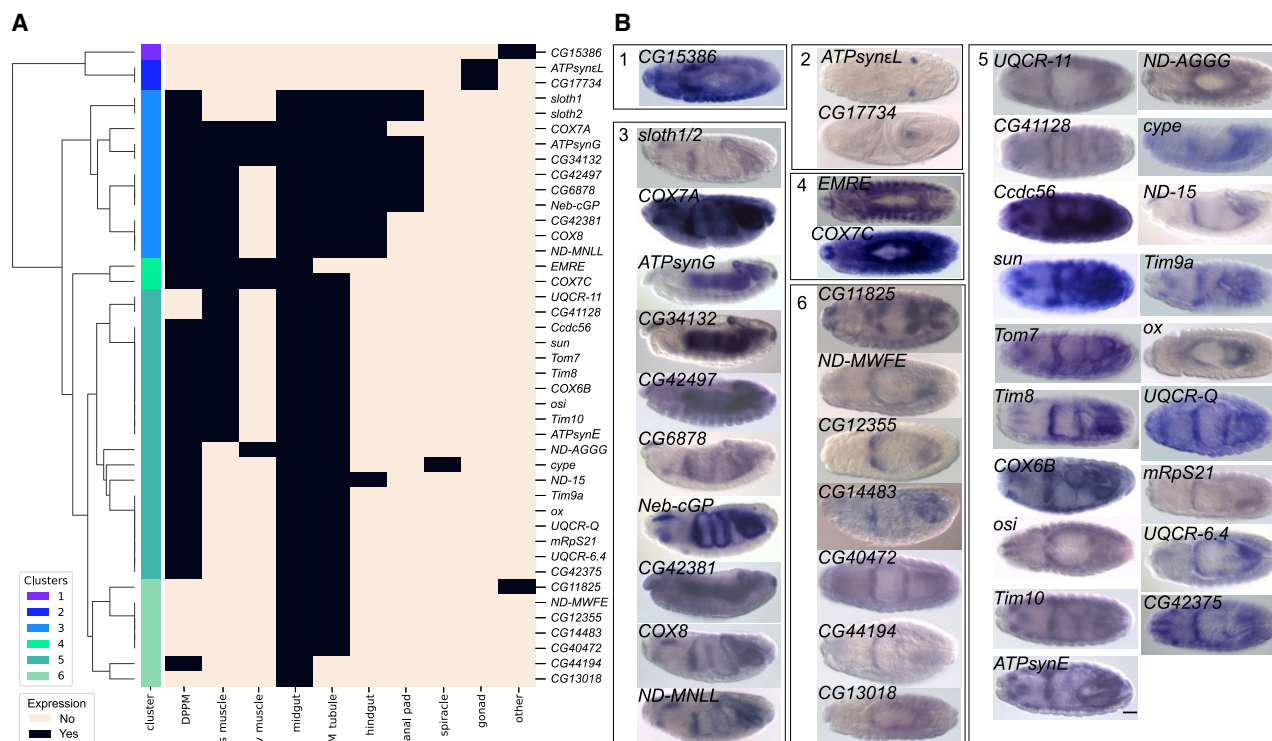 A
CG15386
ATPsynεL
CG17734
sloth1
sloth2
COX7A
ATPsynG
CG34132
CG42497
CG6878
Neb-cGP
CG42381
COX8
ND-MNLL
EMRE
COX7C
UQCR-11
CG41128
Ccdc56
sun
Tom7
Tim8
COX6B
osi
Tim10
ATPsynE
ND-AGGG
cype
ND-15
Tim9a
ox
UQCR-Q
mRpS21
UQCR-6.4
CG42375
CG11825
ND-MWFE
CG12355
CG14483
CG40472
CG44194
CG13018
Clusters
1
2
3
4
5
6
Expression
No
Yes
cluster
DPPM
s muscle
muscle
midgut
tubule
hindgut
anal pad
spiracle
gonad
other
B
1
CG15386
2
ATPsynεL
CG17734
3
sloth1/2
COX7A
ATPsynG
CG34132
CG42497
CG6878
Neb-cGP
CG42381
COX8
ND-MNLL
4
EMRE
COX7C
6
CG11825
ND-MWFE
CG12355
CG14483
CG40472
CG44194
CG13018
5
UQCR-11
CG41128
Ccdc56
sun
Tom7
Tim8
COX6B
osi
Tim10
ATPsynE
ND-AGGG
cype
ND-15
Tim9a
ox
UQCR-Q
mRpS21
UQCR-6.4
CG42375